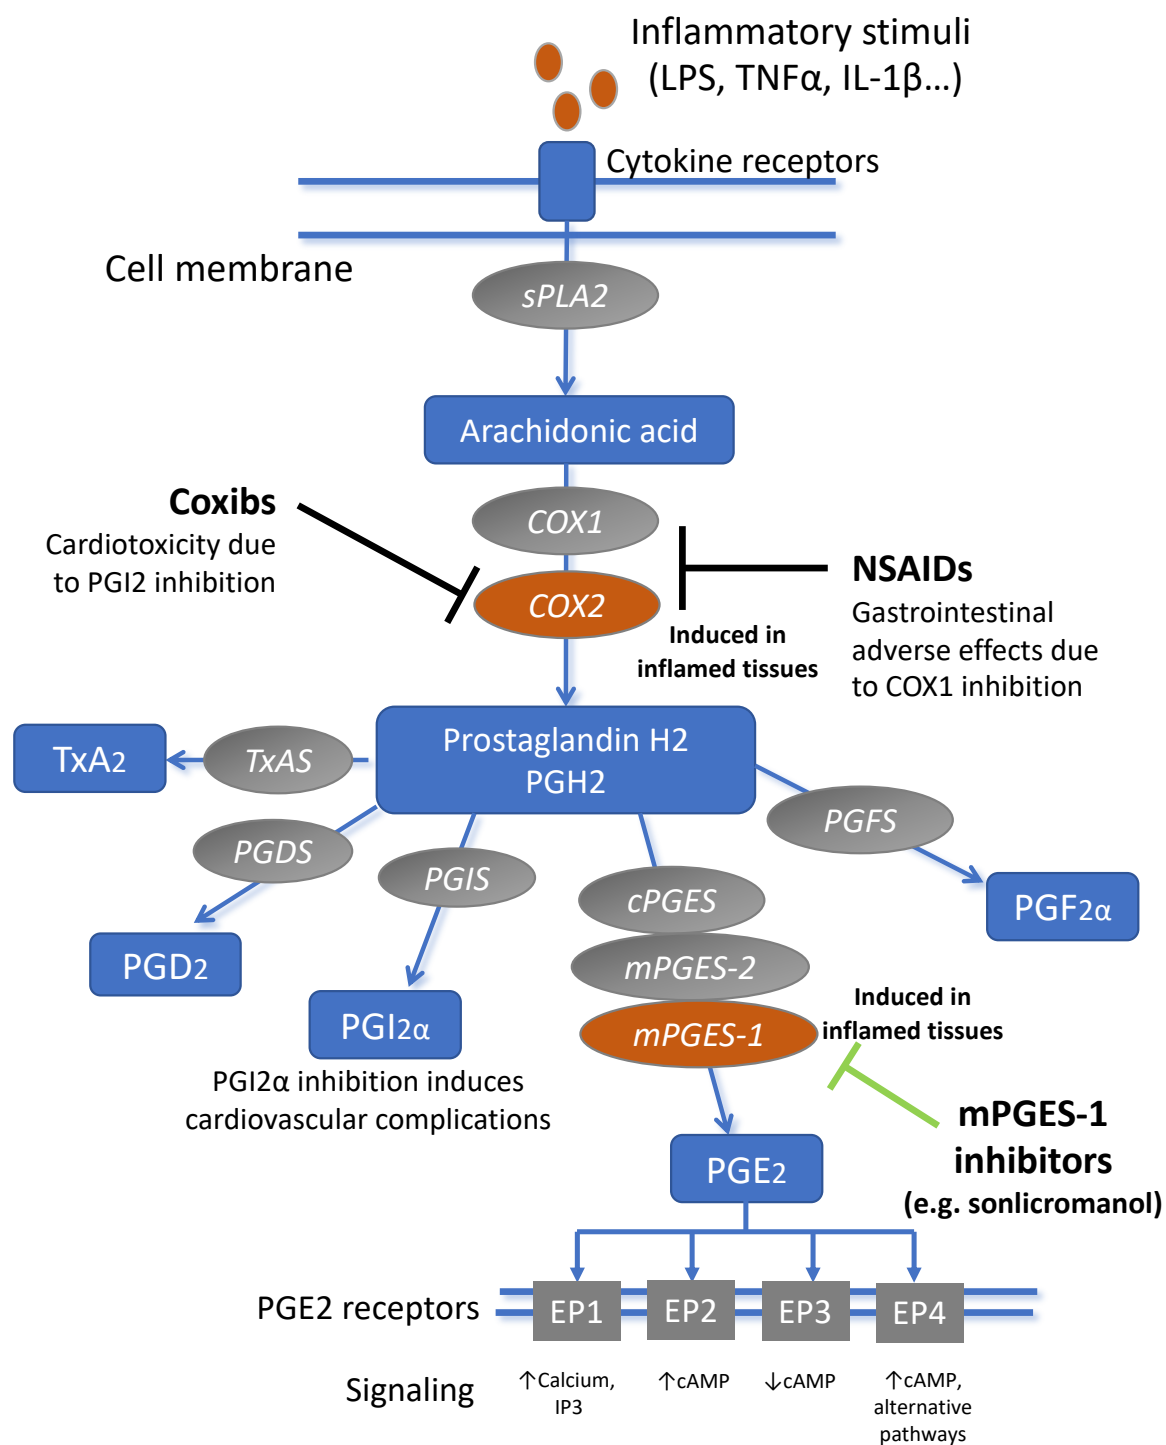 Inflammatory stimuli
(LPS, TNFα, IL-1β…)
Cytokine receptors
Cell membrane
sPLA2
Arachidonic acid
Coxibs
Cardiotoxicity due
to PGI2 inhibition
COX1
COX2
NSAIDs
Gastrointestinal
adverse effects due
to COX1 inhibition
Induced in
inflamed tissues
Prostaglandin H2
PGH2
TxA2
TxAS
PGDS
PGIS
PGFS
cPGES
mPGES-2
mPGES-1
PGF2α
PGD2
PGI2α
PGI2α inhibition induces
cardiovascular complications
Induced in
inflamed tissues
mPGES-1
inhibitors
(e.g. sonlicromanol)
PGE2
PGE2 receptors
EP1
EP2
EP3
EP4
Signaling
↑Calcium,
IP3
↑cAMP
↓cAMP
↑cAMP,
alternative
pathways